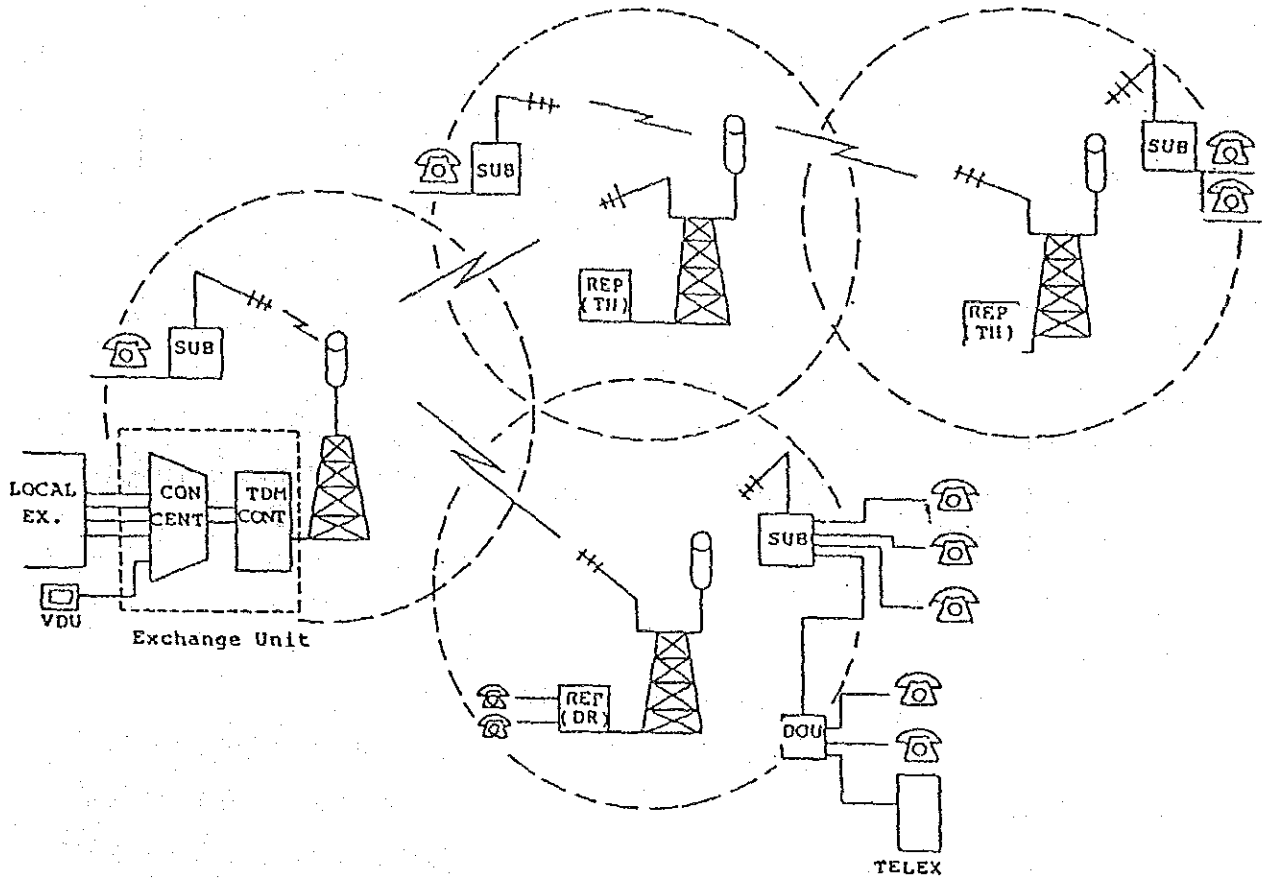 SUB
SUB
REP
(TH)
REP
TH)
SUB
LOCAL
EX.
CON
CENT
TDM
CONT
VDU
Exchange Unit
SUB
REP
(DR)
SUB
DOU
TELEX